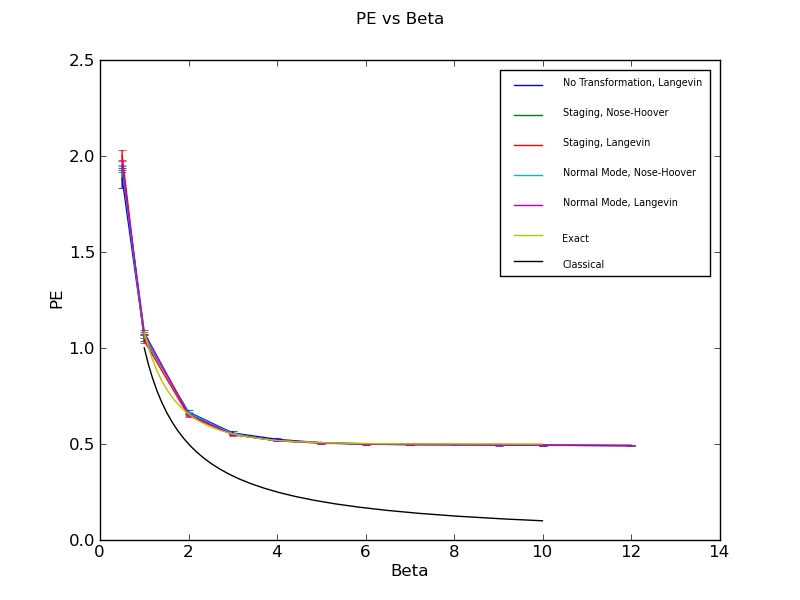 PE vs Beta
2.5
2.0
1.5
1.0
0.5
0.0
PE
No Transformation, Langevin
Staging, Nose-Hoover
Staging, Langevin
Normal Mode, Nose-Hoover
Normal Mode, Langevin
Exact
Classical
0 2 4 6 8 10 12 14
Beta